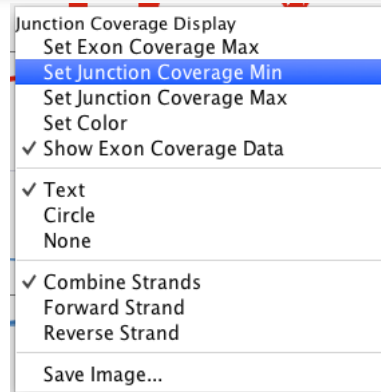 Junction Coverage Display
Set Exon Coverage Max
Set Junction Coverage Min
Set Junction Coverage Max
Set Color
✓ Show Exon Coverage Data
✓ Text
Circle
None
✓ Combine Strands
Forward Strand
Reverse Strand
Save Image...